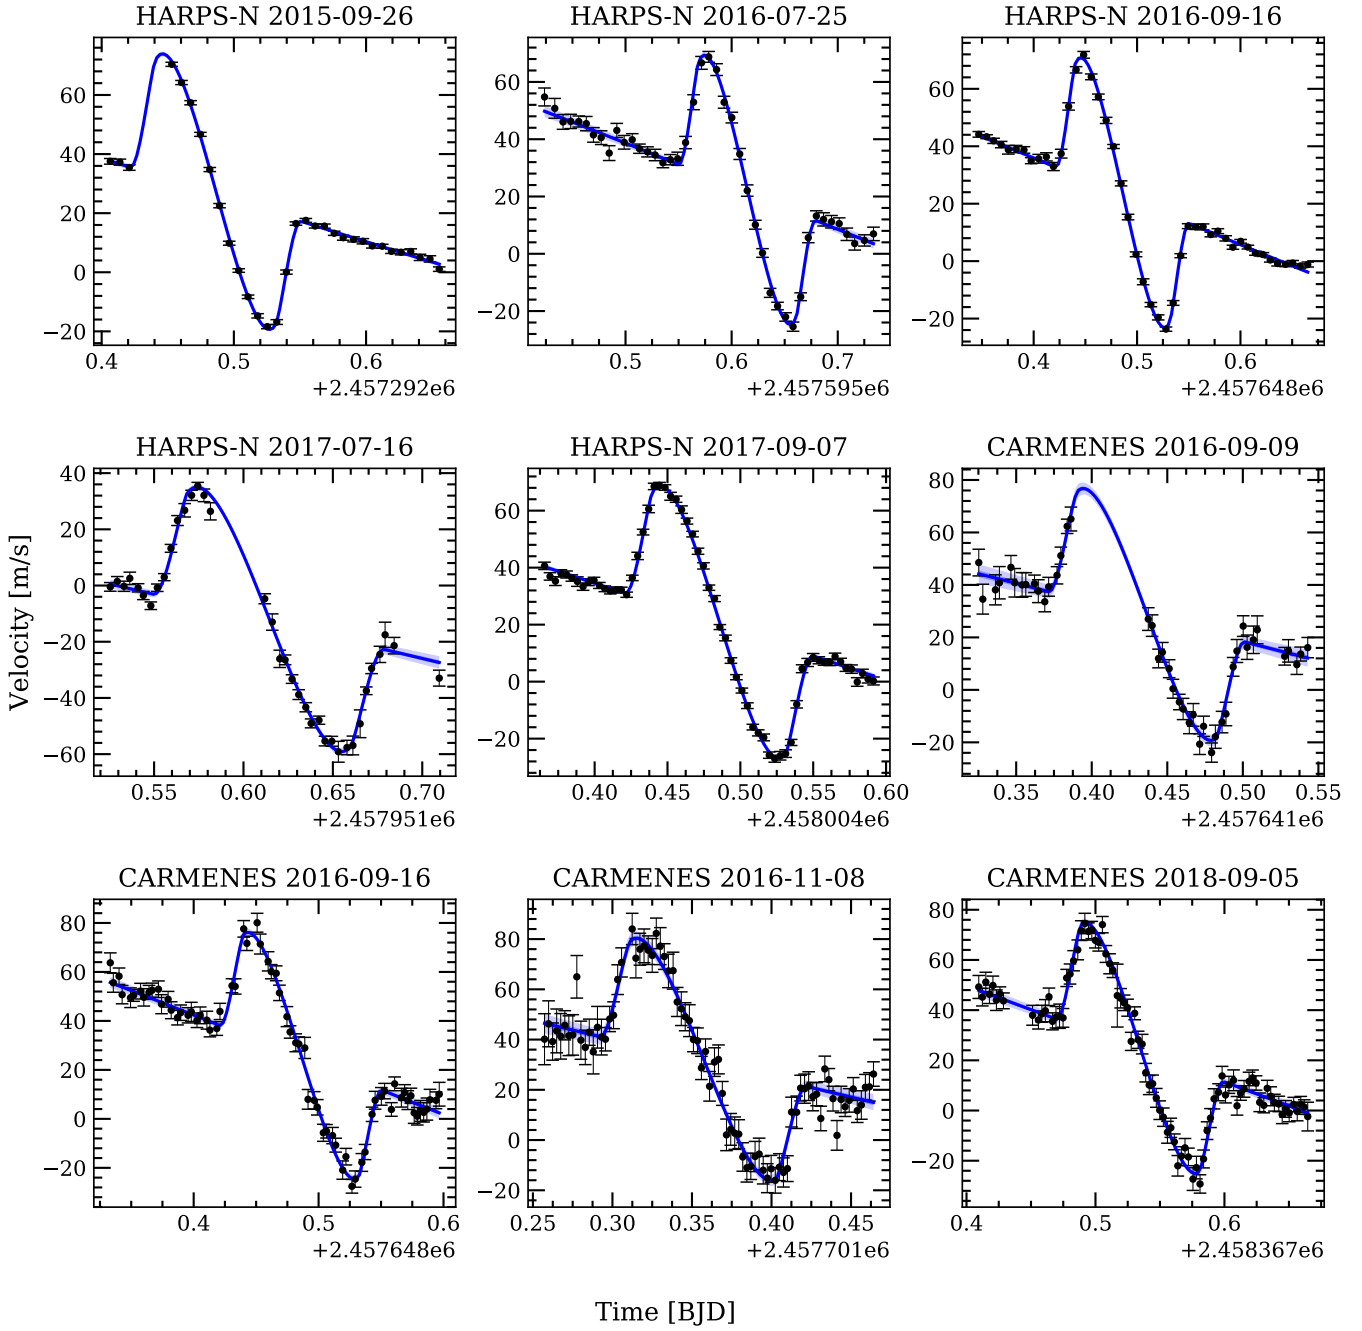 HARPS-N 2015-09-26
HARPS-N 2016-07-25
HARPS-N 2016-09-16
60
40
20
0
−20
0.4 0.5 0.6
+2.457292e6
60
40
20
0
−20
0.5 0.6 0.7
+2.457595e6
60
40
20
0
−20
0.4 0.5 0.6
+2.457648e6
HARPS-N 2017-07-16
HARPS-N 2017-09-07
CARMENES 2016-09-09
Velocity [m/s]
40
20
0
−20
−40
−60
0.55 0.60 0.65 0.70
+2.457951e6
60
40
20
0
−20
0.40 0.45 0.50 0.55 0.60
+2.458004e6
80
60
40
20
0
−20
0.35 0.40 0.45 0.50 0.55
+2.457641e6
CARMENES 2016-09-16
CARMENES 2016-11-08
CARMENES 2018-09-05
80
60
40
20
0
−20
0.4 0.5 0.6
+2.457648e6
80
60
40
20
0
−20
0.25 0.30 0.35 0.40 0.45
+2.457701e6
80
60
40
20
0
−20
0.4 0.5 0.6
+2.458367e6
Time [BJD]